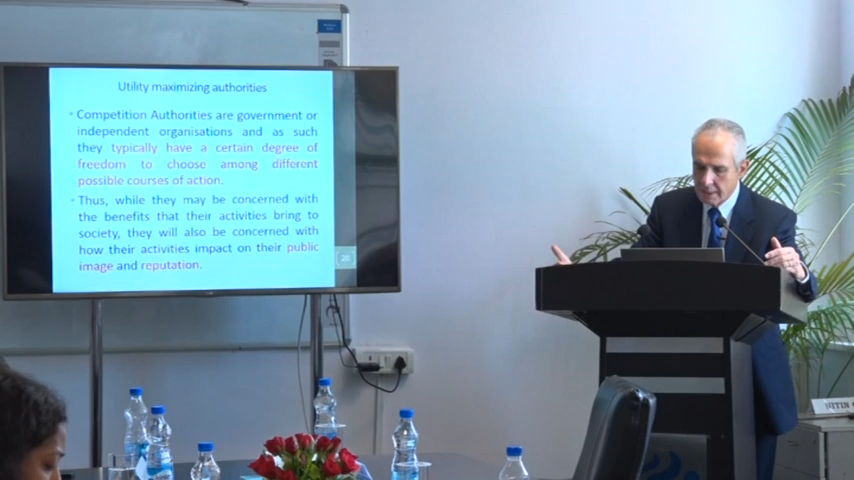 Utility maximizing authorities
• Competition Authorities are government or
independent organisations and as such
they typically have a certain degree of
freedom to choose among different
possible courses of action.
• Thus, while they may be concerned with
the benefits that their activities bring to
society, they will also be concerned with
how their activities impact on their public
image and reputation.
20
NITIN